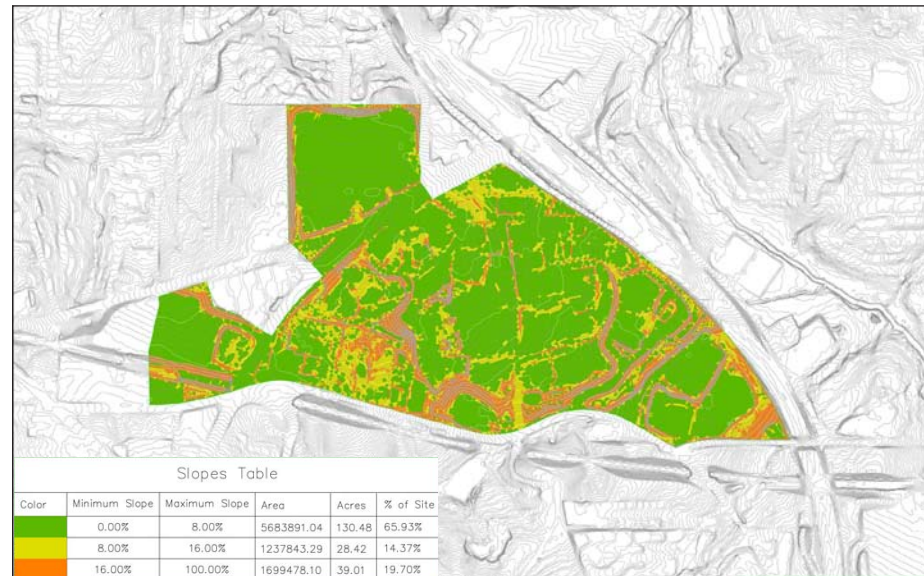 Slopes Table
Color Minimum Slope Maximum Slope Area Acres % of Site
0.00% 8.00% 5683891.04 130.48 65.93%
8.00% 16.00% 1237843.29 28.42 14.37%
16.00% 100.00% 1699478.10 39.01 19.70%